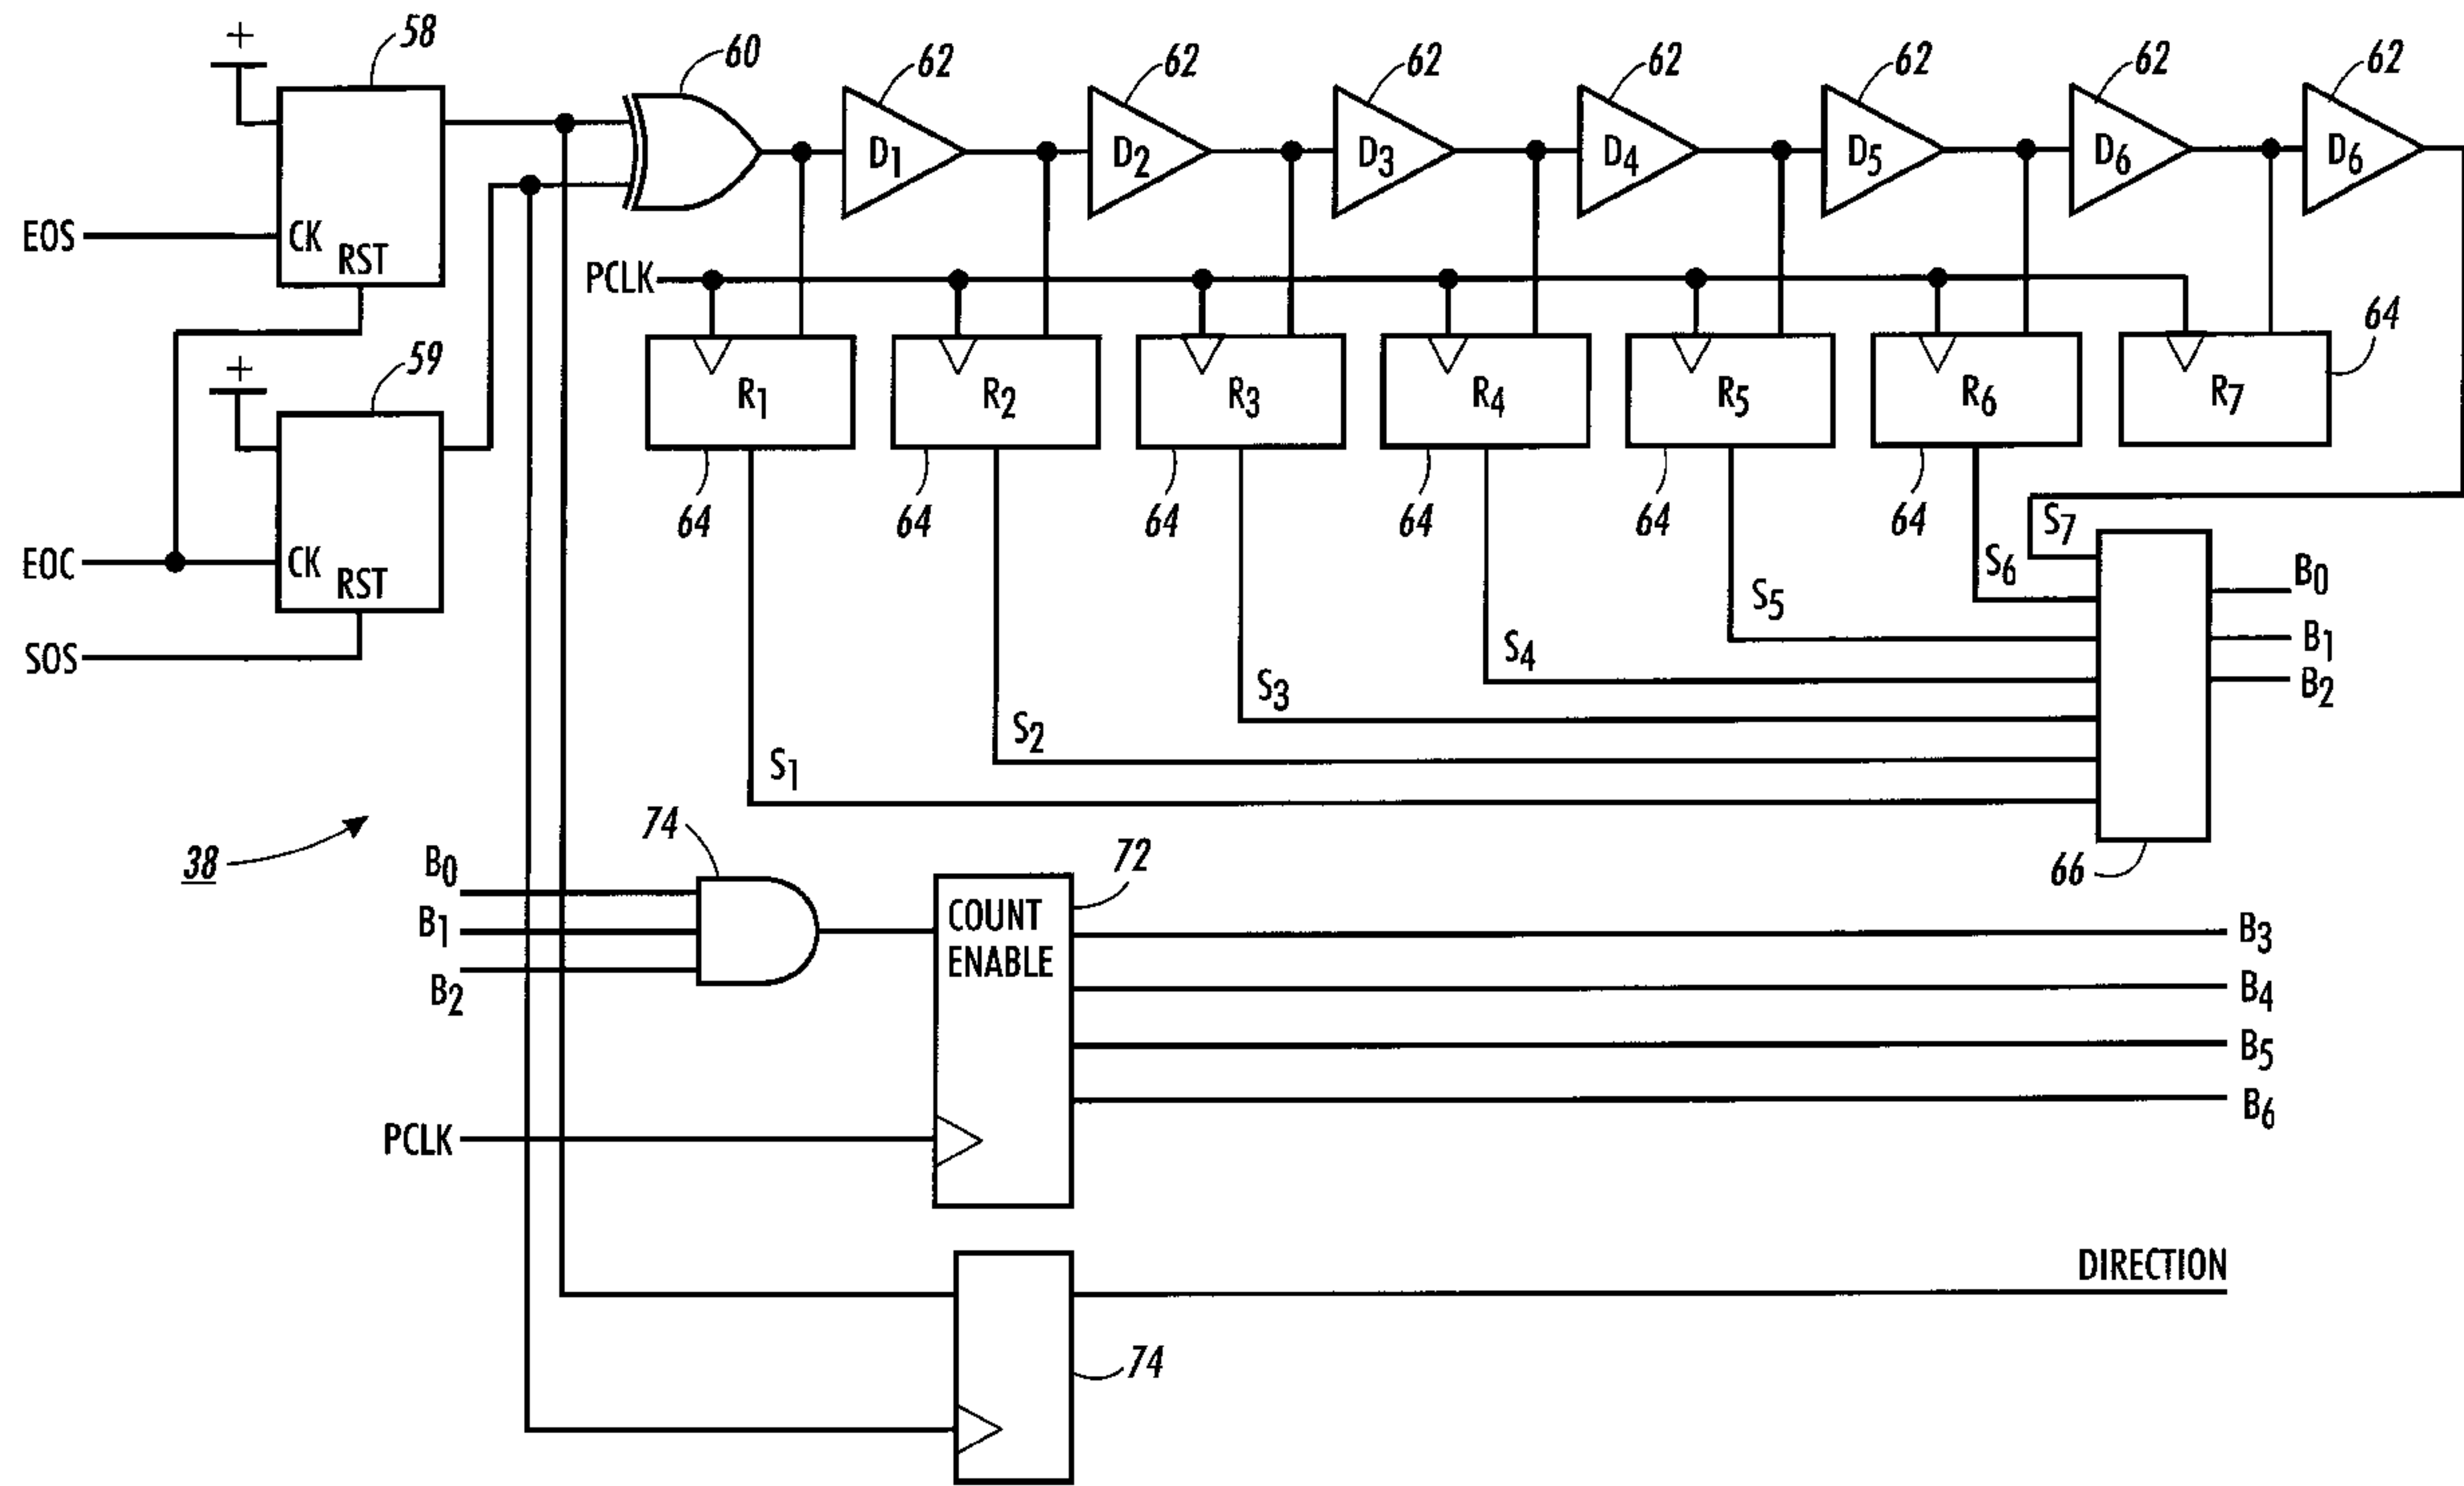 +
58
60
62
62
62
62
62
62
62
D1
D2
D3
D4
D5
D6
D6
EOS
CK
RST
PCLK
59
+
64
R1
R2
R3
R4
R5
R6
R7
64
64
64
64
64
64
EOC
CK
RST
SOS
S7
S6
S5
S4
S3
S2
S1
B0
B1
B2
66
38
74
72
B0
B1
B2
COUNT
ENABLE
B3
B4
B5
B6
PCLK
DIRECTION
74